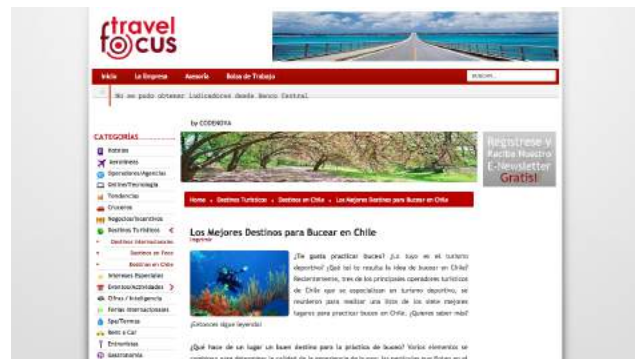 travel
focus
Inicio La Empresa Asesoría Bolsa de Trabajo
No se pudo obtener indicadores desde Banco Central
by CODENOVA
CATEGORÍAS
Hoteles
Aerolíneas
Operadores/Agencias
Online/Tecnología
Tendencias
Cruceros
Negocios/Incentivos
Destinos Turísticos
Destinos Internacionales
Destinos en Foco
Destinos en Chile
Intereses Especiales
Eventos/Actividades
Cifras / Inteligencia
Ferias Internacionales
Spa/Termas
Rent a Car
Entrevistas
Gastronomía
Regístrese y
Reciba Nuestro
E-Newsletter
Gratis!
Home Destinos Turísticos Destinos en Chile Los Mejores Destinos para Bucear en Chile
Los Mejores Destinos para Bucear en Chile
Imprimir
¿Te gusta practicar buceo? ¿Lo tuyo es el turismo
deportivo? ¿Qué tal te resulta la idea de bucear en Chile?
Recientemente, tres de los principales operadores turísticos
de Chile que se especializan en turismo deportivo, se
reunieron para realizar una lista de los siete mejores
lugares para practicar buceo en Chile. ¿Quieres saber más?
¡Entonces sigue leyendo!
¿Qué hace de un lugar un buen destino para la práctica de buceo? Varios elementos se